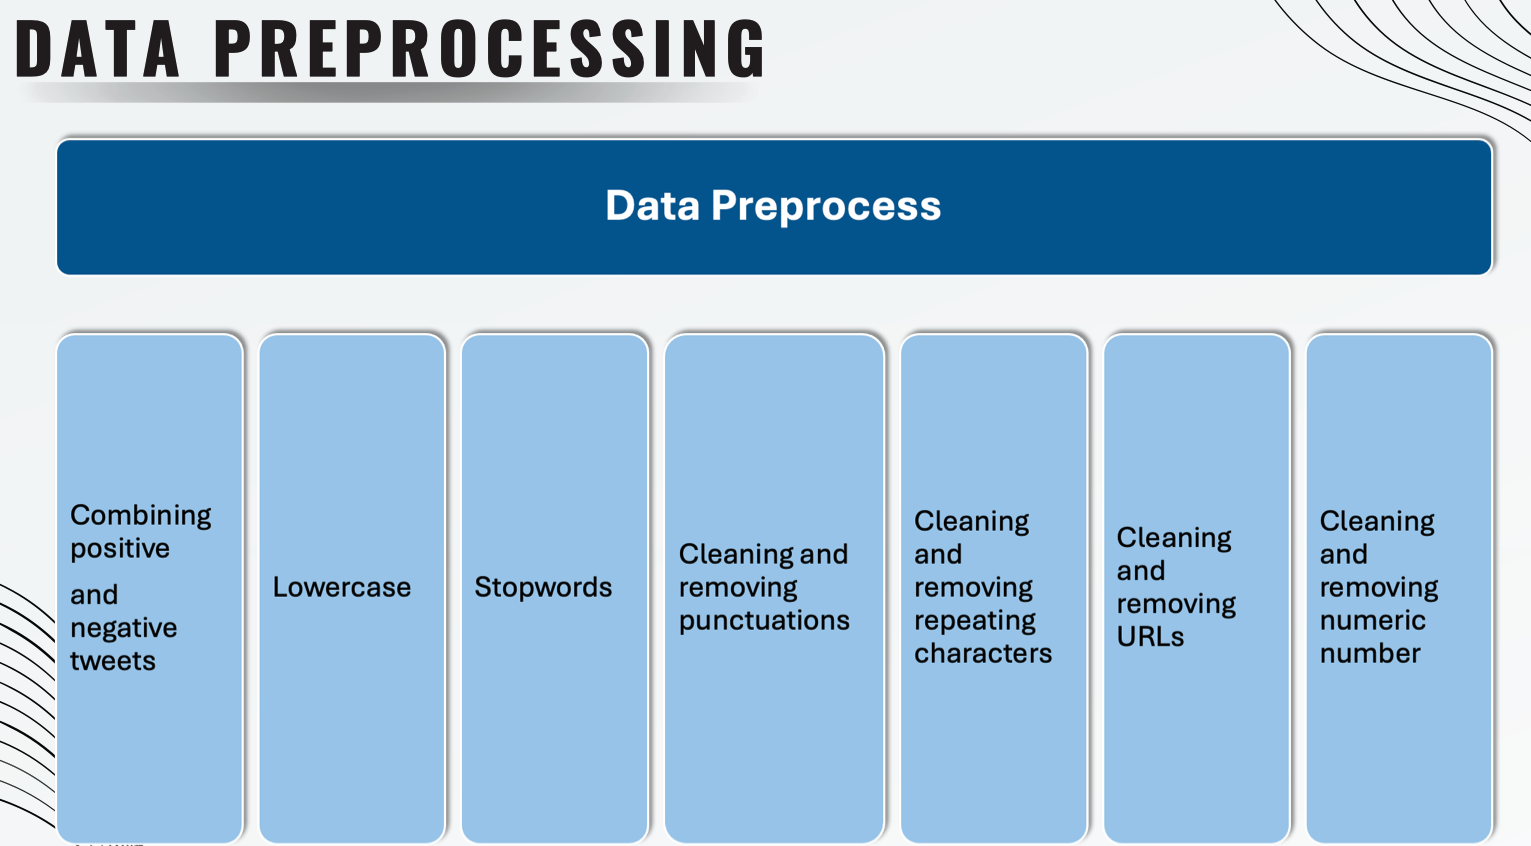 DATA PREPROCESSING
Data Preprocess
Combining
positive
and
negative
tweets
Lowercase
Stopwords
Cleaning and
removing
punctuations
Cleaning
and
removing
repeating
characters
Cleaning
and
removing
URLs
Cleaning
and
removing
numeric
number